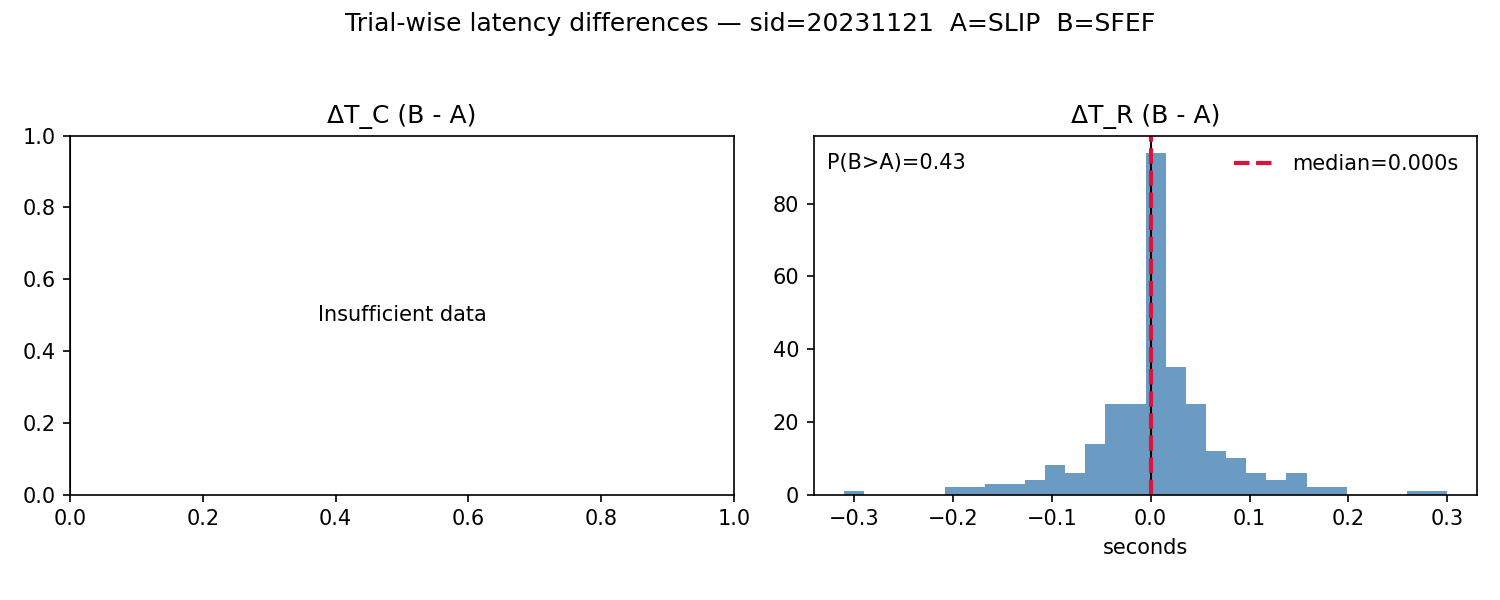 Trial-wise latency differences — sid=20231121  A=SLIP  B=SFEF
ΔT_C (B - A)
1.0
0.8
0.6
0.4
0.2
0.0
Insufficient data
0.0 0.2 0.4 0.6 0.8 1.0
ΔT_R (B - A)
P(B>A)=0.43
median=0.000s
80
60
40
20
0
−0.3 −0.2 −0.1 0.0 0.1 0.2 0.3
seconds